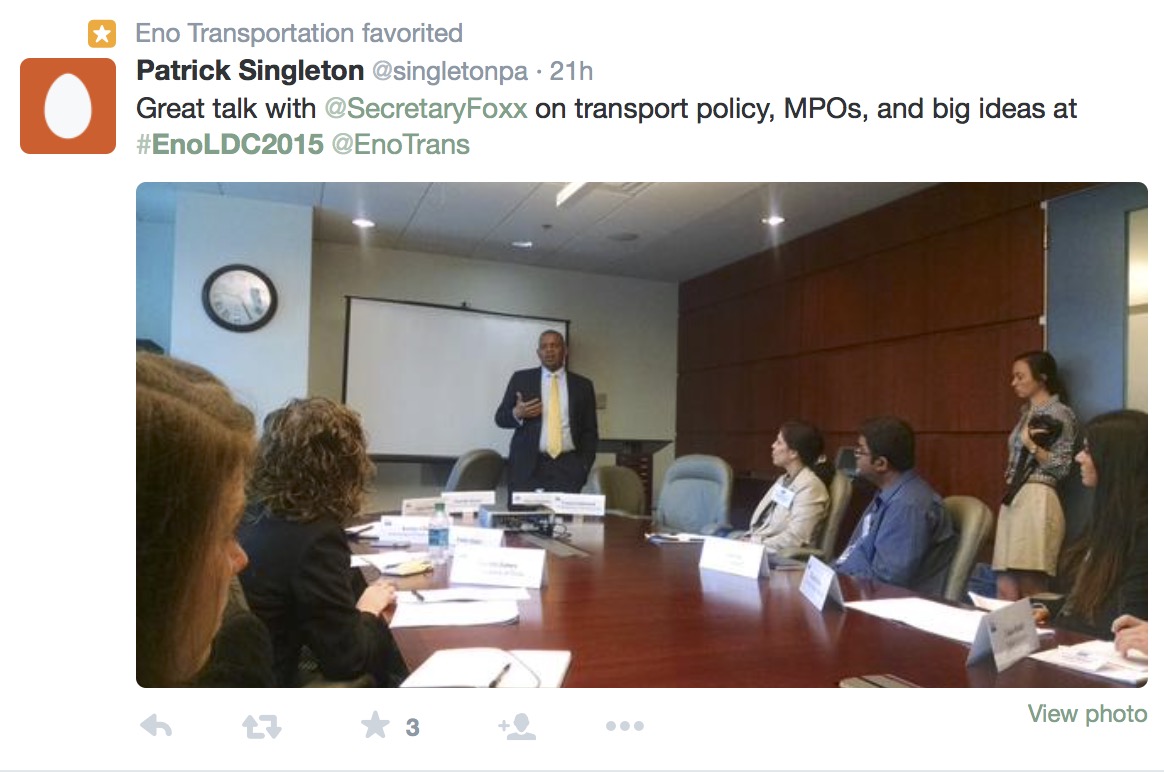 Eno Transportation favorited
Patrick Singleton @singletonpa · 21h
Great talk with @SecretaryFoxx on transport policy, MPOs, and big ideas at
#EnoLDC2015 @EnoTrans
3
View photo